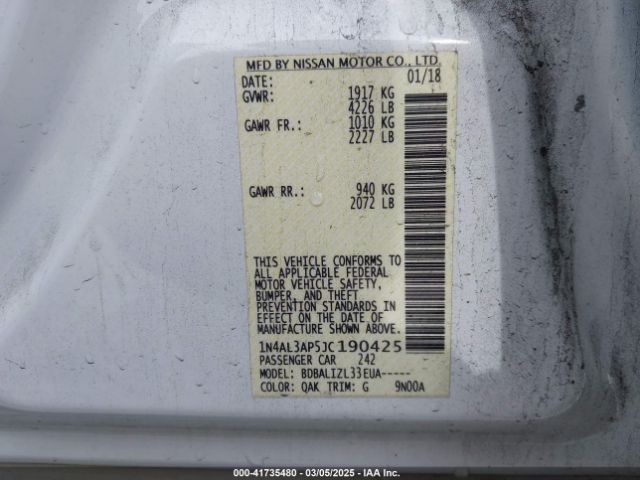 MFD BY NISSAN MOTOR CO., LTD.
DATE: 01/18
GVWR: 1917 KG
4226 LB
GAWR FR.: 1010 KG
2227 LB
GAWR RR.: 940 KG
2072 LB
THIS VEHICLE CONFORMS TO
ALL APPLICABLE FEDERAL
MOTOR VEHICLE SAFETY,
BUMPER, AND THEFT
PREVENTION STANDARDS IN
EFFECT ON THE DATE OF
MANUFACTURE SHOWN ABOVE.
1N4AL3AP5JC190425
PASSENGER CAR 242
MODEL: BDBALIZL33EUA-----
COLOR: QAK TRIM: G 9N00A
000-41735480 - 03/05/2025 - IAA Inc.